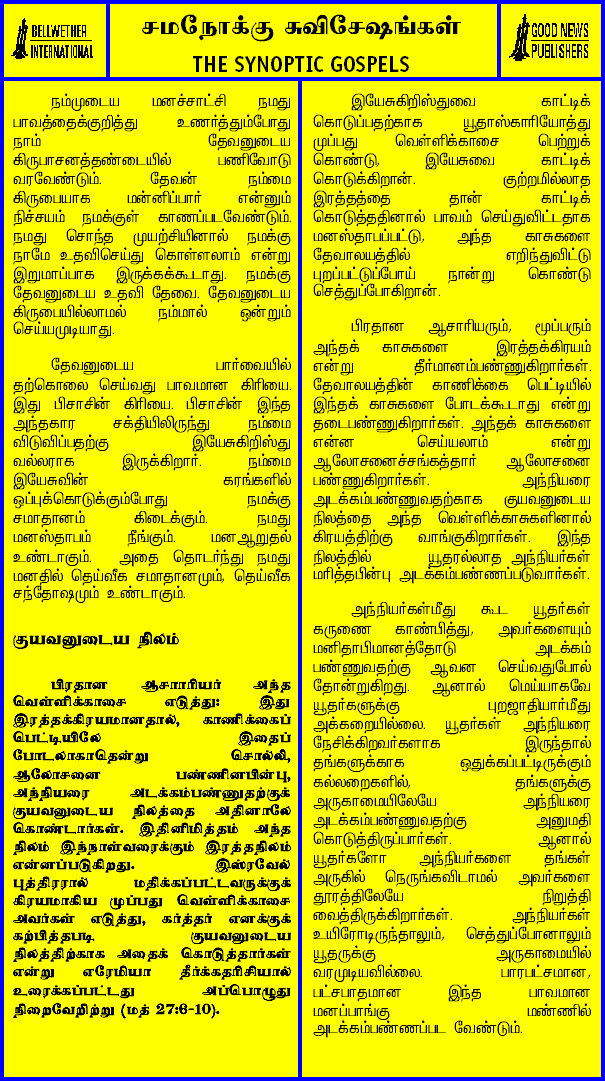 BELLWETHER
INTERNATIONAL
சமநோக்கு சுவிசேஷங்கள்
THE SYNOPTIC GOSPELS
GOOD NEWS
PUBLISHERS
நம்முடைய மனச்சாட்சி நமது
பாவத்தைக்குறித்து உணர்த்தும்போது
நாம் தேவனுடைய
கிருபாசனத்தண்டையில் பணிவோடு
வரவேண்டும். தேவன் நம்மை
கிருபையாக மன்னிப்பார் என்னும்
நிச்சயம் நமக்குள் காணப்படவேண்டும்.
நமது சொந்த முயற்சியினால் நமக்கு
நாமே உதவிசெய்து கொள்ளலாம் என்று
இறுமாப்பாக இருக்கக்கூடாது. நமக்கு
தேவனுடைய உதவி தேவை. தேவனுடைய
கிருபையில்லாமல் நம்மால் ஒன்றும்
செய்யமுடியாது.
தேவனுடைய பார்வையில்
தற்கொலை செய்வது பாவமான கிரியை.
இது பிசாசின் கிரியை. பிசாசின் இந்த
அந்தகார சக்தியிலிருந்து நம்மை
விடுவிப்பதற்கு இயேசுகிறிஸ்து
வல்லராக இருக்கிறார். நம்மை
இயேசுவின் கரங்களில்
ஒப்புக்கொடுக்கும்போது நமக்கு
சமாதானம் கிடைக்கும். நமது
மனஸ்தாபம் நீங்கும். மனஆறுதல்
உண்டாகும். அதை தொடர்ந்து நமது
மனதில் தெய்வீக சமாதானமும், தெய்வீக
சந்தோஷமும் உண்டாகும்.
குயவனுடைய நிலம்
பிரதான ஆசாாியர் அந்த
வெள்ளிக்காசை எடுத்து: இது
இரத்தக்கிரயமானதால், காணிக்கைப்
பெட்டியிலே இதைப்
போடலாகாதென்று சொல்லி,
ஆலோசனை பண்ணினபின்பு,
அந்நியரை அடக்கம்பண்ணுதற்குக்
குயவனுடைய நிலத்தை அதினாலே
கொண்டார்கள். இதினிமித்தம் அந்த
நிலம் இந்நாள்வரைக்கும் இரத்தநிலம்
என்னப்படுகிறது. இஸ்ரவேல்
புத்திரரால் மதிக்கப்பட்டவருக்குக்
கிரயமாகிய முப்பது வெள்ளிக்காசை
அவர்கள் எடுத்து, கர்த்தர் எனக்குக்
கற்பித்தபடி குயவனுடைய
நிலத்திற்காக அதைக் கொடுத்தார்கள்
என்று எரேமியா தீர்க்கதரிசியால்
உரைக்கப்பட்டது அப்பொழுது
நிறைவேறிற்று (மத் 27:6-10).
இயேசுகிறிஸ்துவை காட்டிக்
கொடுப்பதற்காக யூதாஸ்காரியோத்து
முப்பது வெள்ளிக்காசை பெற்றுக்
கொண்டு, இயேசுவை காட்டிக்
கொடுக்கிறான். குற்றமில்லாத
இரத்தத்தை தான் காட்டிக்
கொடுத்ததினால் பாவம் செய்துவிட்டதாக
மனஸ்தாபப்பட்டு, அந்த காசுகளை
தேவாலயத்தில் எறிந்துவிட்டு
புறப்பட்டுப்போய் நான்று கொண்டு
செத்துப்போகிறான்.
பிரதான ஆசாரியரும், மூப்பரும்
அந்தக் காசுகளை இரத்தக்கிரயம்
என்று தீர்மானம்பண்ணுகிறார்கள்.
தேவாலயத்தின் காணிக்கை பெட்டியில்
இந்தக் காசுகளை போடக்கூடாது என்று
தடைபண்ணுகிறார்கள். அந்தக் காசுகளை
என்ன செய்யலாம் என்று
ஆலோசனைச்சங்கத்தார் ஆலோசனை
பண்ணுகிறார்கள். அந்நியரை
அடக்கம்பண்ணுவதற்காக குயவனுடைய
நிலத்தை அந்த வெள்ளிக்காசுகளினால்
கிரயத்திற்கு வாங்குகிறார்கள். இந்த
நிலத்தில் யூதரல்லாத அந்நியர்கள்
மரித்தபின்பு அடக்கம்பண்ணப்படுவார்கள்.
அந்நியர்கள்மீது கூட யூதர்கள்
கருணை காண்பித்து, அவர்களையும்
மனிதாபிமானத்தோடு அடக்கம்
பண்ணுவதற்கு ஆவன செய்வதுபோல்
தோன்றுகிறது. ஆனால் மெய்யாகவே
யூதர்களுக்கு புறஜாதியார்மீது
அக்கறையில்லை. யூதர்கள் அந்நியரை
நேசிக்கிறவர்களாக இருந்தால்
தங்களுக்காக ஒதுக்கப்பட்டிருக்கும்
கல்லறைகளில், தங்களுக்கு
அருகாமையிலேயே அந்நியரை
அடக்கம்பண்ணுவதற்கு அனுமதி
கொடுத்திருப்பார்கள். ஆனால்
யூதர்களோ அந்நியர்களை தங்கள்
அருகில் நெருங்கவிடாமல் அவர்களை
தூரத்திலேயே நிறுத்தி
வைத்திருக்கிறார்கள். அந்நியர்கள்
உயிரோடிருந்தாலும், செத்துப்போனாலும்
யூதருக்கு அருகாமையில்
வரமுடியவில்லை. பாரபட்சமான,
பட்சபாதமான இந்த பாவமான
மனப்பாங்கு மண்ணில்
அடக்கம்பண்ணப்பட வேண்டும்.